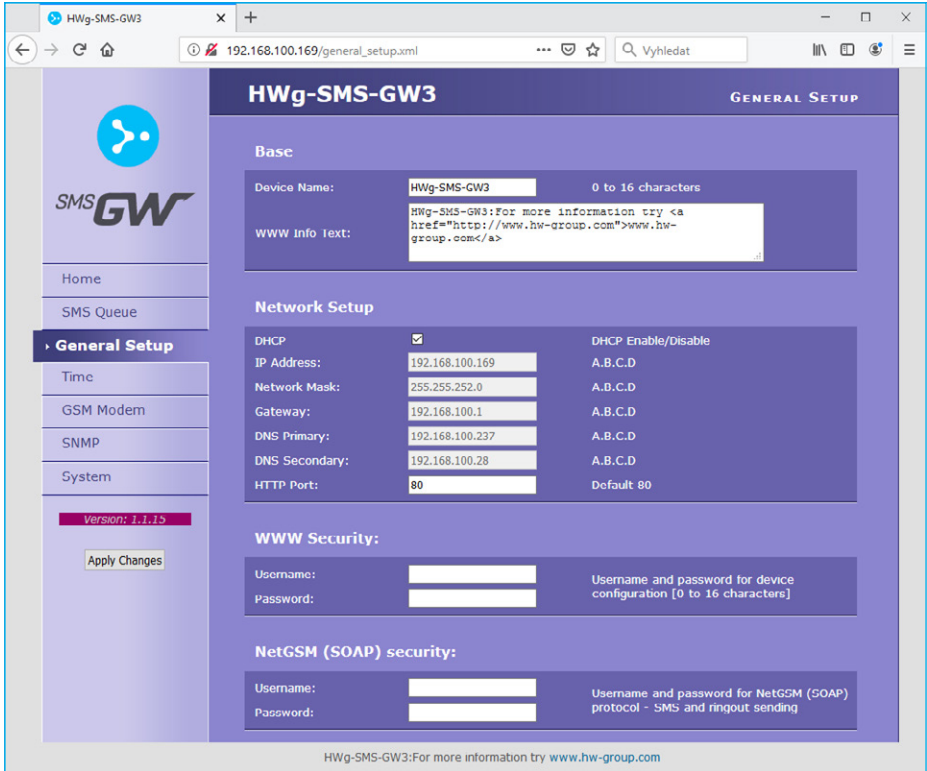 HWg-SMS-GW3
192.168.100.169/general_setup.xml
Vyhledat
HWg-SMS-GW3
GENERAL SETUP
SMS GW
Home
SMS Queue
General Setup
Time
GSM Modem
SNMP
System
Version: 1.1.15
Apply Changes
Base
Device Name: HWg-SMS-GW3 0 to 16 characters
WWW Info Text:
HWg-SMS-GW3:For more information try <a
href="http://www.hw-group.com">www.hw-
group.com</a>
Network Setup
DHCP DHCP Enable/Disable
IP Address: 192.168.100.169 A.B.C.D
Network Mask: 255.255.252.0 A.B.C.D
Gateway: 192.168.100.1 A.B.C.D
DNS Primary: 192.168.100.237 A.B.C.D
DNS Secondary: 192.168.100.28 A.B.C.D
HTTP Port: 80 Default 80
WWW Security:
Username:
Password:
Username and password for device
configuration [0 to 16 characters]
NetGSM (SOAP) security:
Username:
Password:
Username and password for NetGSM (SOAP)
protocol - SMS and ringout sending
HWg-SMS-GW3:For more information try www.hw-group.com